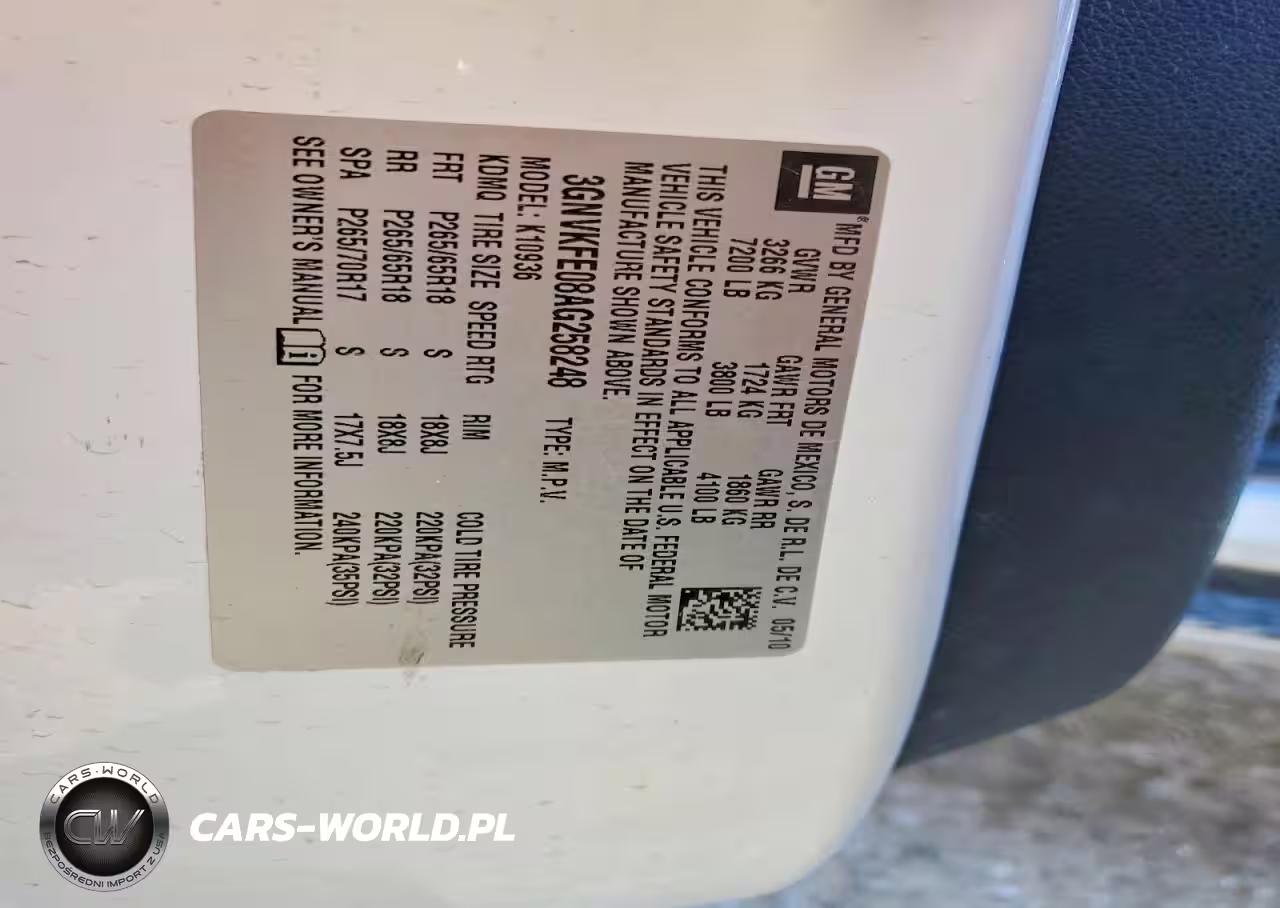 GM
® MFD BY GENERAL MOTORS DE MEXICO, S. DE R.L. DE C.V. 05/10
GVWR GAWR FRT GAWR RR
3266 KG 1724 KG 1860 KG
7200 LB 3800 LB 4100 LB
THIS VEHICLE CONFORMS TO ALL APPLICABLE U.S. FEDERAL MOTOR
VEHICLE SAFETY STANDARDS IN EFFECT ON THE DATE OF
MANUFACTURE SHOWN ABOVE.
3GNVKFE08AG258248 TYPE: M.P.V.
MODEL: K10936
KDMQ TIRE SIZE SPEED RTG RIM COLD TIRE PRESSURE
FRT P265/65R18 S 18X8J 220KPA(32PSI)
RR P265/65R18 S 18X8J 220KPA(32PSI)
SPA P265/70R17 S 17X7.5J 240KPA(35PSI)
SEE OWNER'S MANUAL FOR MORE INFORMATION.
CARS-WORLD
CW
BEZPOŚREDNI IMPORT Z USA
CARS-WORLD.PL